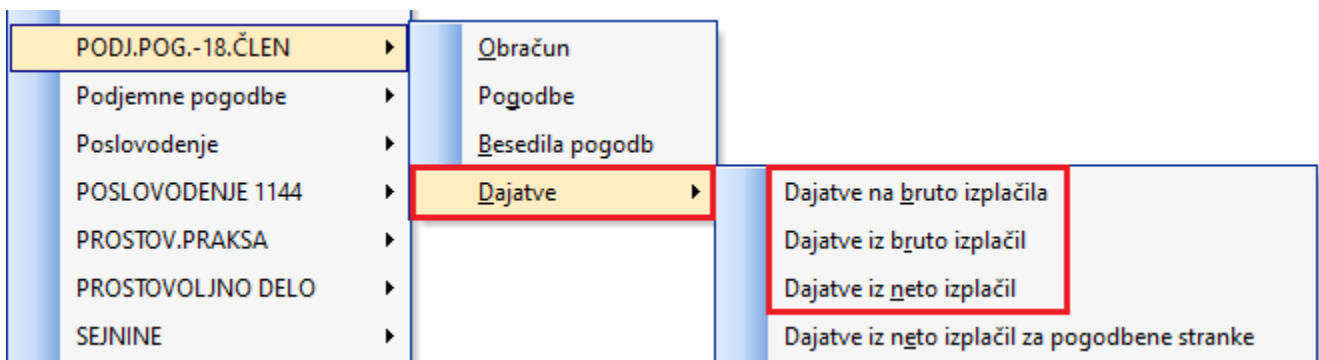 PODJ.POG.-18.ČLEN
Podjemne pogodbe
Poslovodenje
POSLOVODENJE 1144
PROSTOV.PRAKSA
PROSTOVOLJNO DELO
SEJNINE
Obračun
Pogodbe
Besedila pogodb
Dajatve
Dajatve na bruto izplačila
Dajatve iz bruto izplačil
Dajatve iz neto izplačil
Dajatve iz neto izplačil za pogodbene stranke